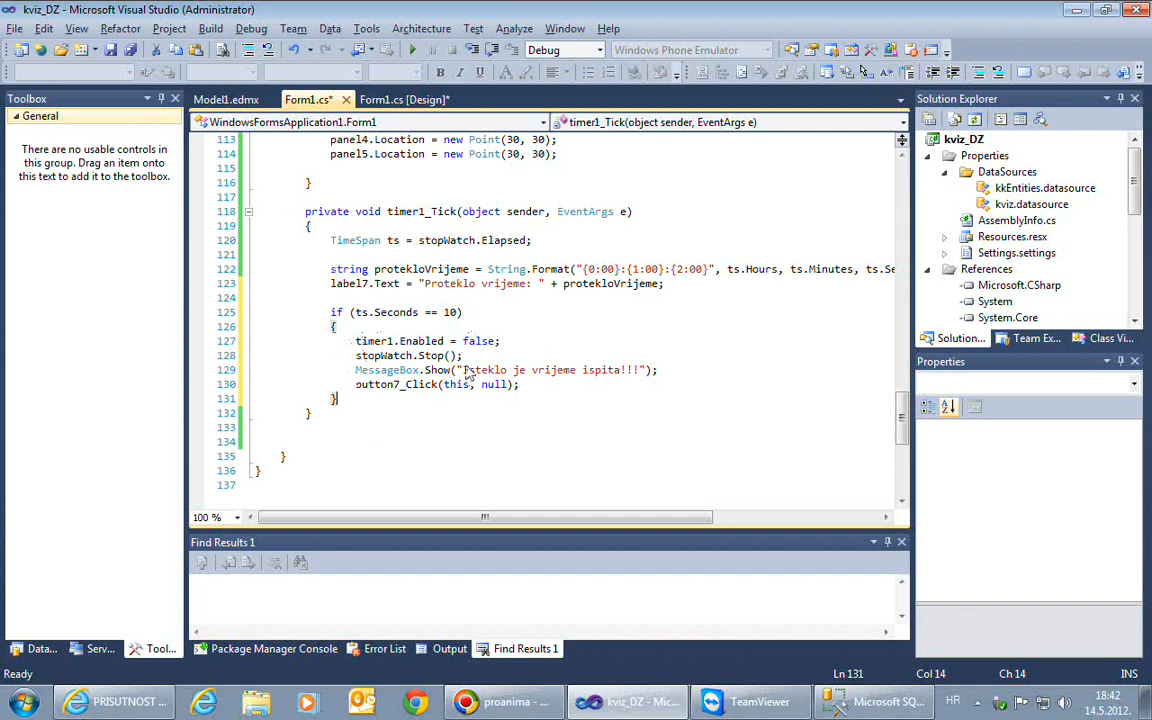 kviz_DZ - Microsoft Visual Studio (Administrator)
File Edit View Refactor Project Build Debug Team Data Tools Architecture Test Analyze Window Help
Debug Windows Phone Emulator
Toolbox
General
There are no usable controls in
this group. Drag an item onto
this text to add it to the toolbox.
Model1.edmx Form1.cs* Form1.cs [Design]*
WindowsFormsApplication1.Form1 timer1_Tick(object sender, EventArgs e)
113 panel4.Location = new Point(30, 30);
114 panel5.Location = new Point(30, 30);
115
116 }
117
118 private void timer1_Tick(object sender, EventArgs e)
119 {
120 TimeSpan ts = stopWatch.Elapsed;
121
122 string protekloVrijeme = String.Format("{0:00}:{1:00}:{2:00}", ts.Hours, ts.Minutes, ts.Se
123 label7.Text = "Proteklo vrijeme: " + protekloVrijeme;
124
125 if (ts.Seconds == 10)
126 {
127 timer1.Enabled = false;
128 stopWatch.Stop();
129 MessageBox.Show("Isteklo je vrijeme ispita!!!");
130 button7_Click(this, null);
131 }
132 }
133
134
135 }
136 }
137
100 %
Find Results 1
Data... Serv... Tool...
Package Manager Console Error List Output Find Results 1
Solution Explorer
kviz_DZ
Properties
DataSources
kkEntities.datasource
kviz.datasource
AssemblyInfo.cs
Resources.resx
Settings.settings
References
Microsoft.CSharp
System
System.Core
Solution... Team Ex... Class Vi...
Properties
Ready Ln 131 Col 14 Ch 14 INS
PRISUTNOST ... proanima - ... kviz_DZ - Mic... TeamViewer Microsoft SQ... HR
18:42
14.5.2012.